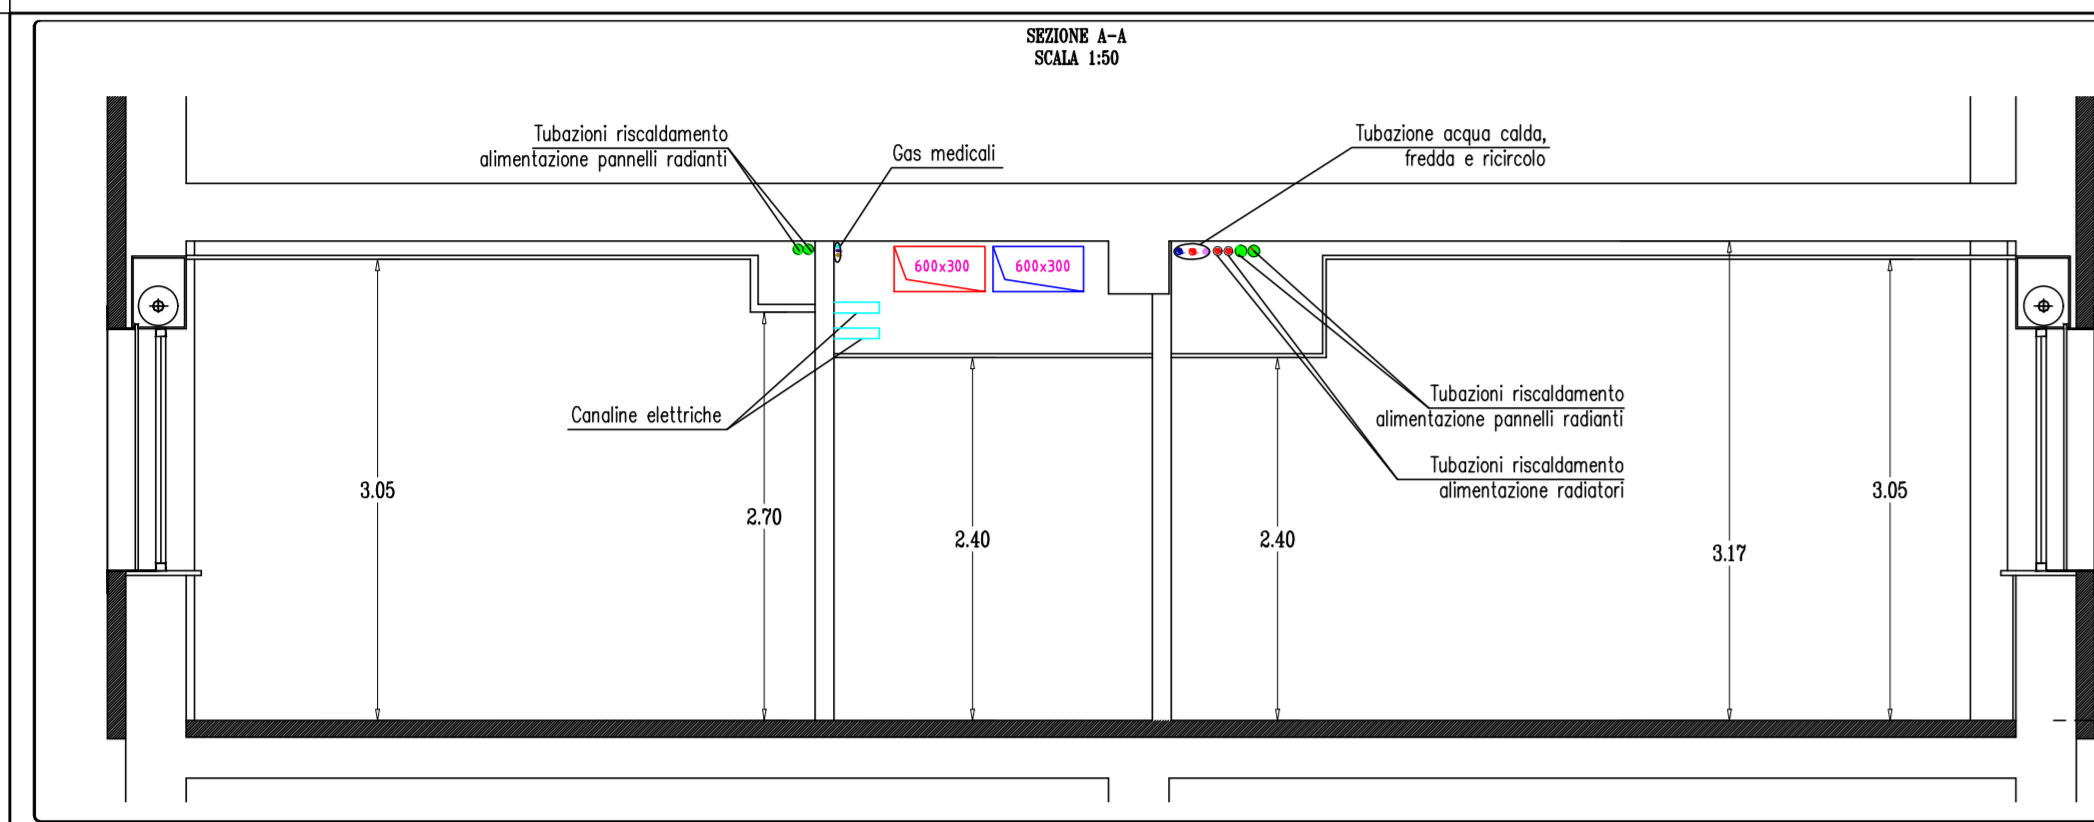 SEZIONE A-A
SCALA 1:50
Tubazioni riscaldamento
alimentazione pannelli radianti
Gas medicali
Tubazione acqua calda,
fredda e ricircolo
600x300
600x300
Canaline elettriche
Tubazioni riscaldamento
alimentazione pannelli radianti
Tubazioni riscaldamento
alimentazione radiatori
3.05
2.70
2.40
2.40
3.17
3.05